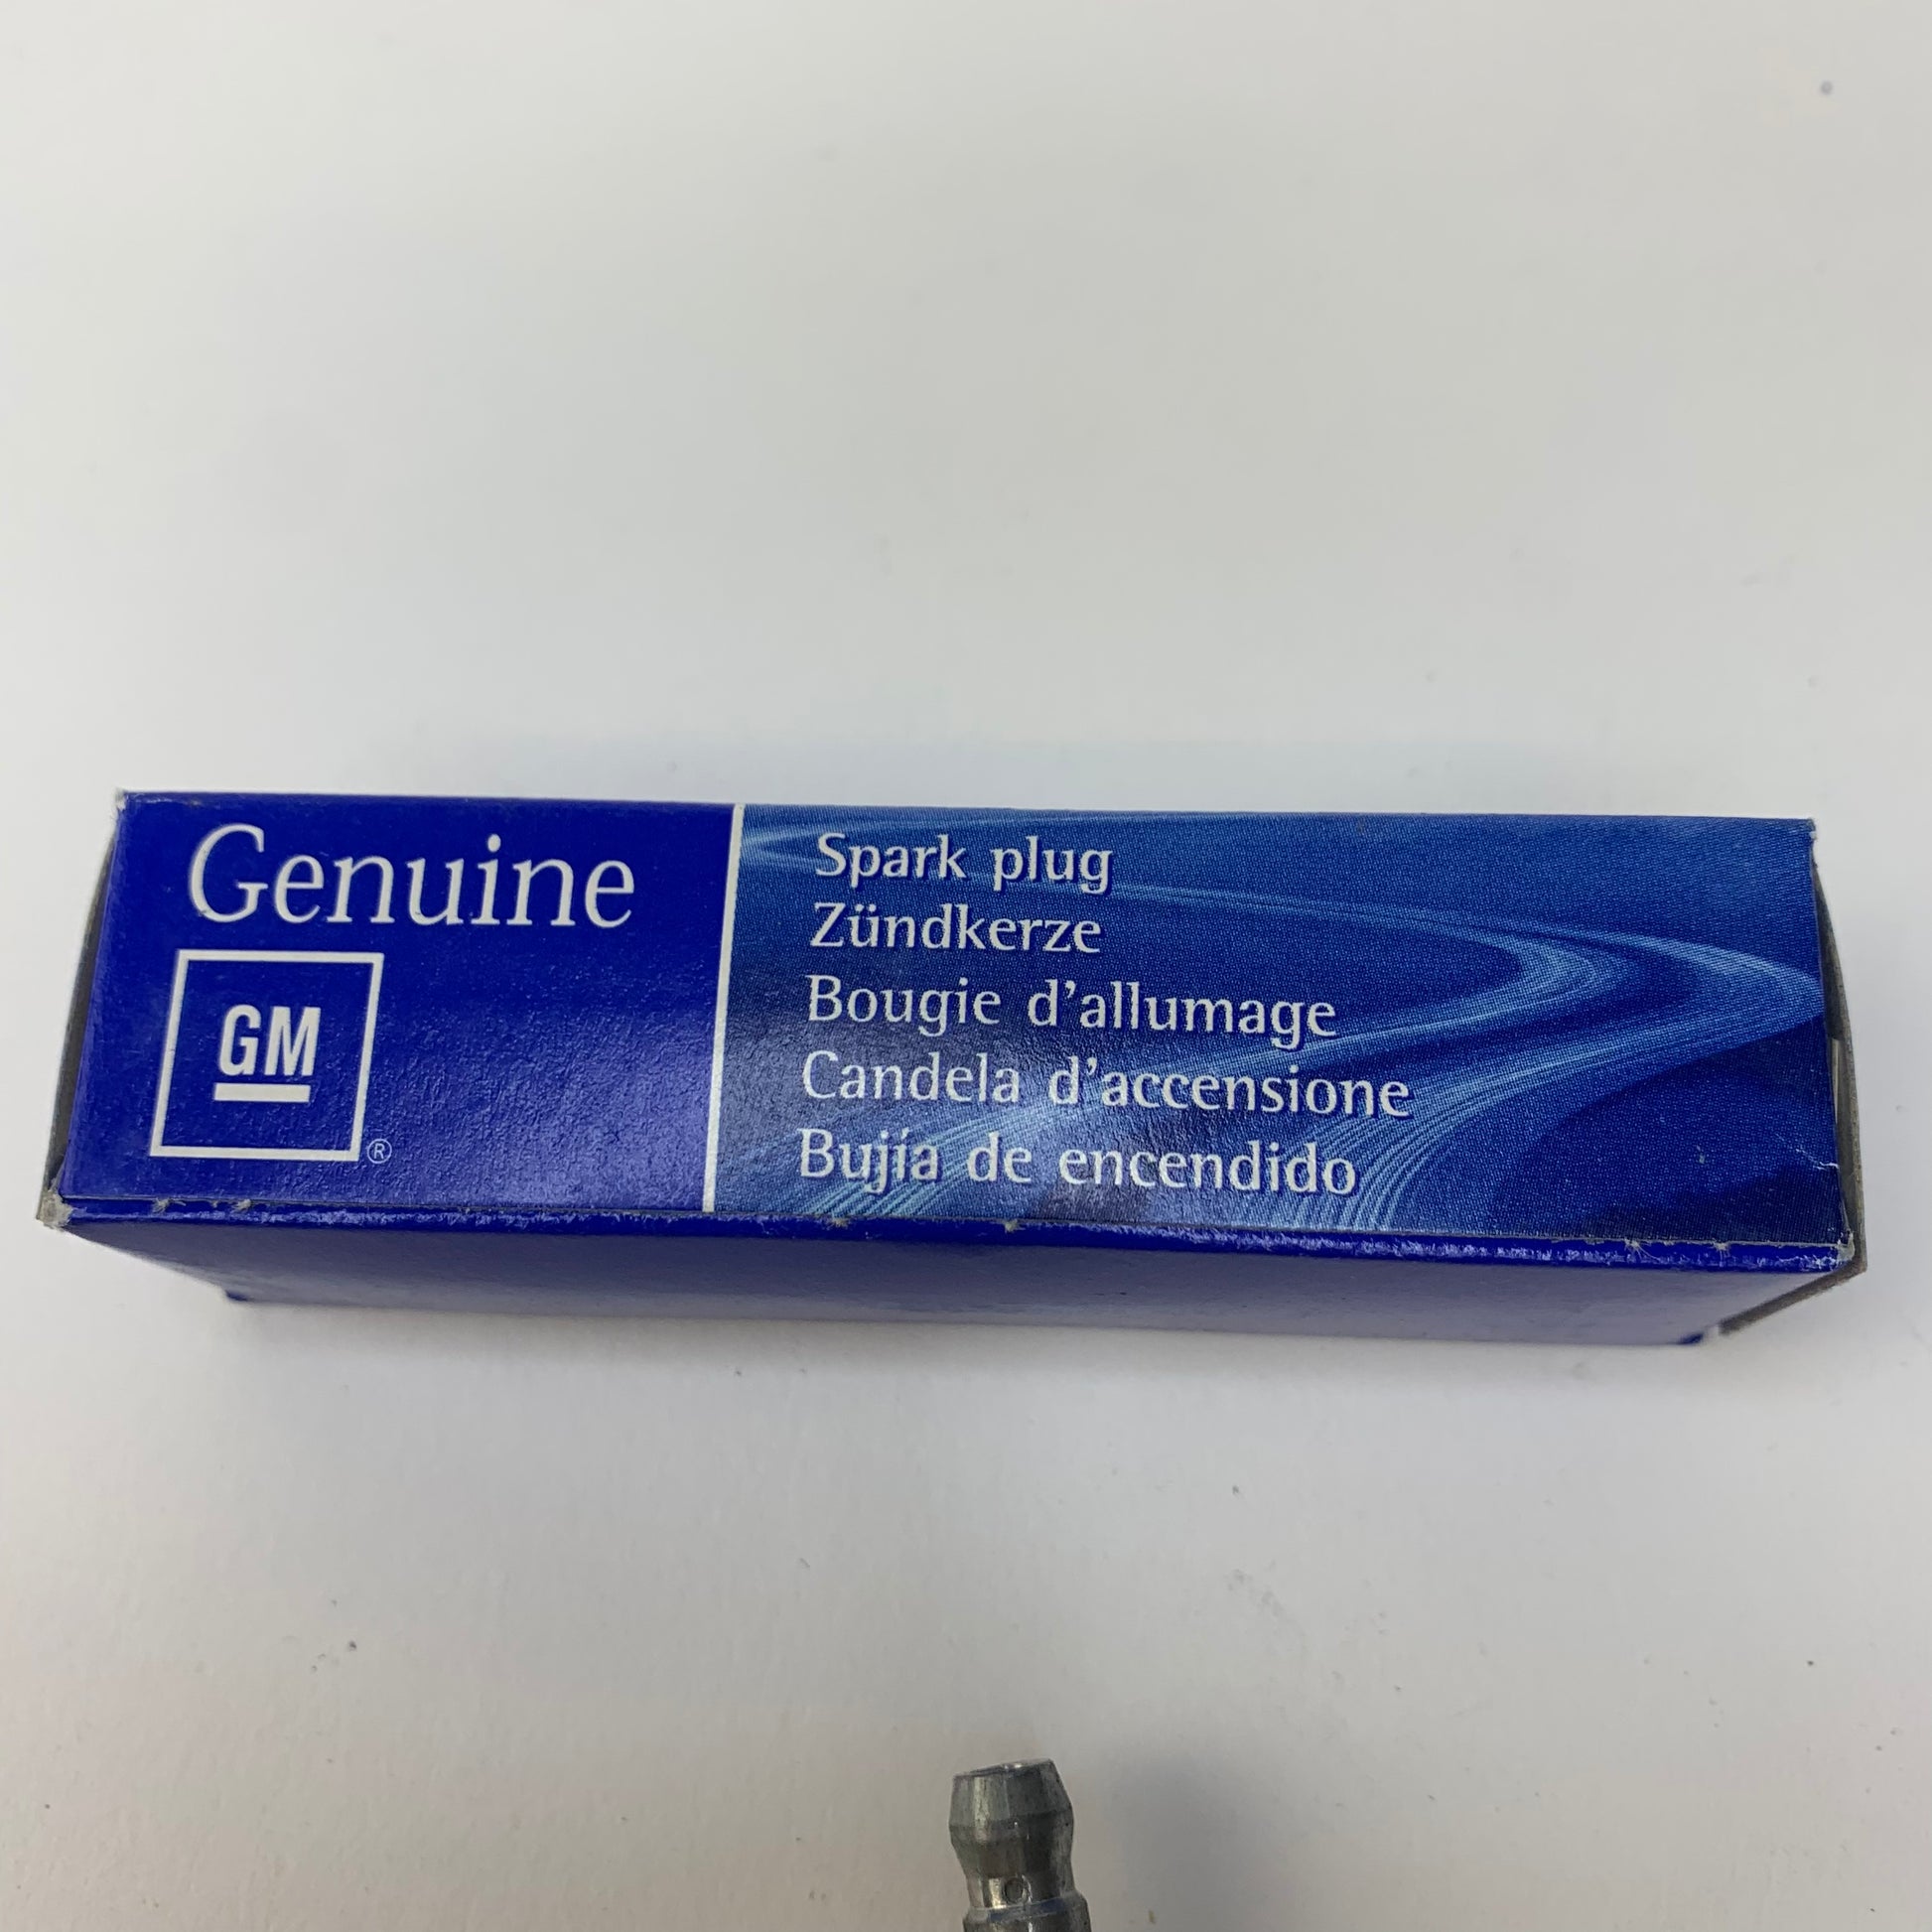 Genuine
GM
®
Spark plug
Zündkerze
Bougie d'allumage
Candela d'accensione
Bujía de encendido